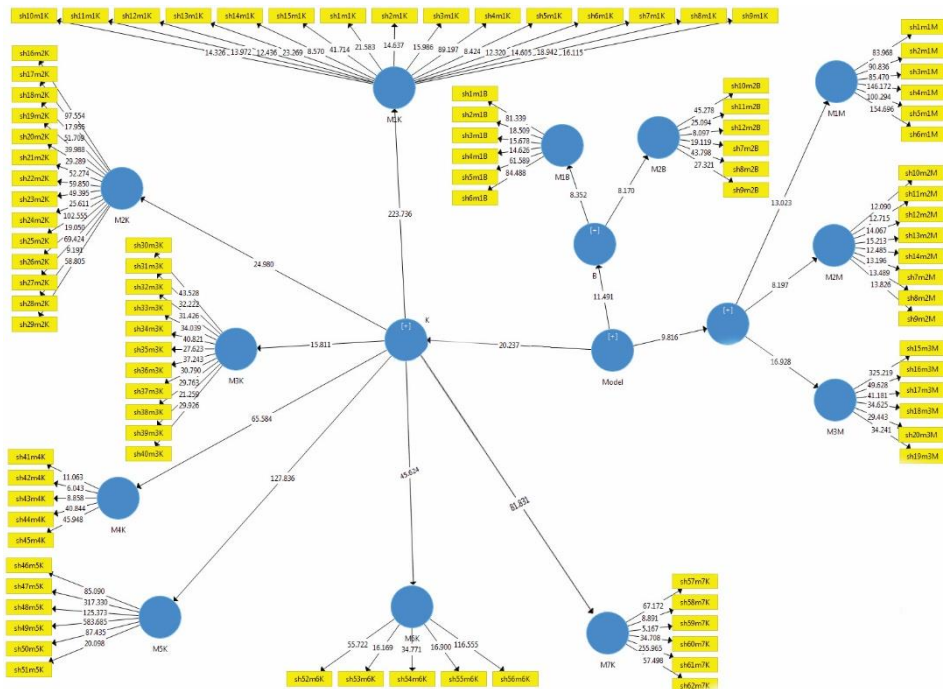 sh10m1K sh11m1K sh12m1K sh13m1K sh14m1K sh15m1K sh1m1K sh2m1K sh3m1K sh4m1K sh5m1K sh6m1K sh7m1K sh8m1K sh9m1K
14.326 13.972 12.436 23.269 8.570 41.714 21.583 14.637 15.986 89.197 8.424 12.320 14.605 18.942 16.115
M1K
sh16m2K
sh17m2K
sh18m2K
sh19m2K
sh20m2K
sh21m2K
sh22m2K
sh23m2K
sh24m2K
sh25m2K
sh26m2K
sh27m2K
sh28m2K
sh29m2K
97.554
17.955
51.709
39.988
29.289
52.274
59.850
49.395
25.611
102.555
19.050
69.424
9.191
58.805
M2K
sh1m1B
sh2m1B
sh3m1B
sh4m1B
sh5m1B
sh6m1B
81.339
18.509
15.678
14.626
61.589
84.488
M1B
sh10m2B
sh11m2B
sh12m2B
sh7m2B
sh8m2B
sh9m2B
45.278
25.094
8.097
19.119
43.798
27.321
M2B
sh1m1M
sh2m1M
sh3m1M
sh4m1M
sh5m1M
sh6m1M
83.968
90.836
85.470
146.172
100.294
154.696
M1M
sh10m2M
sh11m2M
sh12m2M
sh13m2M
sh14m2M
sh7m2M
sh8m2M
sh9m2M
12.090
12.715
14.067
15.213
12.485
13.196
13.489
13.826
M2M
sh15m3M
sh16m3M
sh17m3M
sh18m3M
sh20m3M
sh19m3M
325.219
49.628
41.181
34.625
29.443
34.241
M3M
223.736
24.980
15.811
65.584
127.836
45.624
81.831
20.237
11.491
9.816
8.352
8.170
13.023
8.197
16.928
[+]
K
[+]
B
[+]
Model
[+]
sh30m3K
sh31m3K
sh32m3K
sh33m3K
sh34m3K
sh35m3K
sh36m3K
sh37m3K
sh38m3K
sh39m3K
sh40m3K
43.528
32.222
31.426
34.039
40.821
27.623
37.243
30.790
29.763
21.259
29.926
M3K
sh41m4K
sh42m4K
sh43m4K
sh44m4K
sh45m4K
11.063
6.043
8.858
40.844
45.948
M4K
sh46m5K
sh47m5K
sh48m5K
sh49m5K
sh50m5K
sh51m5K
85.090
317.330
125.373
583.685
87.435
20.098
M5K
M6K
55.722 16.169 34.771 16.900 116.555
sh52m6K sh53m6K sh54m6K sh55m6K sh56m6K
sh57m7K
sh58m7K
sh59m7K
sh60m7K
sh61m7K
sh62m7K
67.172
8.891
5.167
34.708
255.965
57.498
M7K